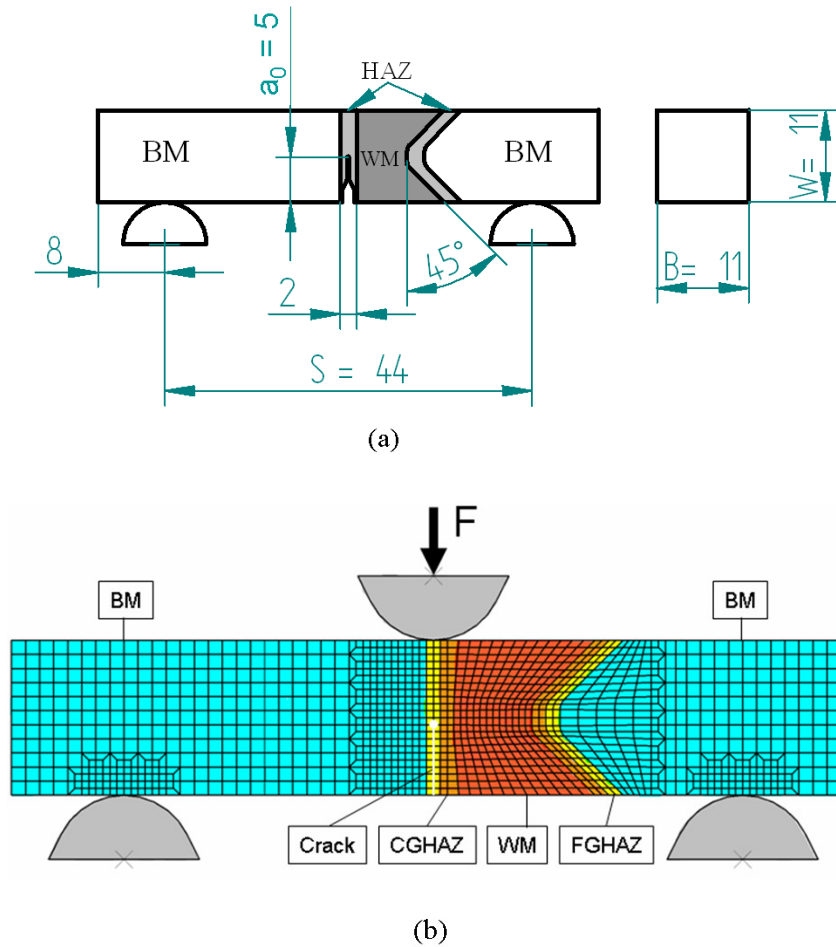 a0 = 5
HAZ
BM
WM
BM
W= 11
8
45°
B= 11
2
S = 44
(a)
F
BM
BM
Crack
CGHAZ
WM
FGHAZ
(b)